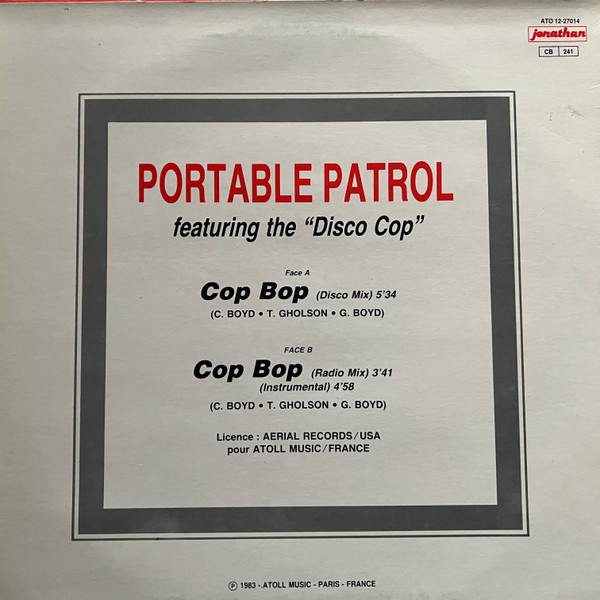 ATO 12-27014
jonathan
CB 241
PORTABLE PATROL
featuring the “Disco Cop”
Face A
Cop Bop (Disco Mix) 5'34
(C. BOYD • T. GHOLSON • G. BOYD)
FACE B
Cop Bop (Radio Mix) 3'41
(Instrumental) 4'58
(C. BOYD • T. GHOLSON • G. BOYD)
Licence : AERIAL RECORDS/USA
pour ATOLL MUSIC/FRANCE
℗ 1983 - ATOLL MUSIC - PARIS - FRANCE